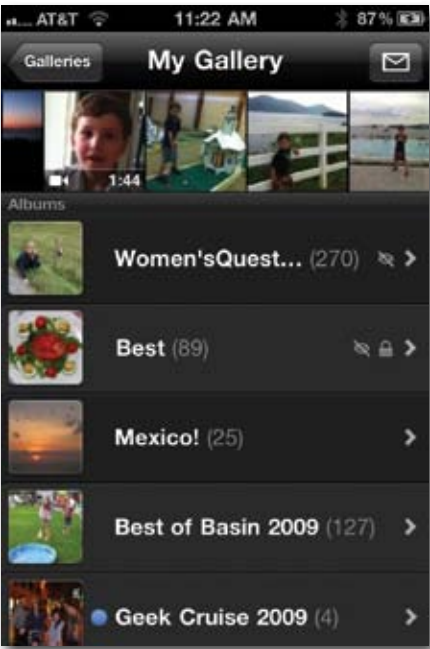 AT&T 11:22 AM 87%
Galleries My Gallery
1:44
Albums
Women'sQuest... (270)
Best (89)
Mexico! (25)
Best of Basin 2009 (127)
Geek Cruise 2009 (4)